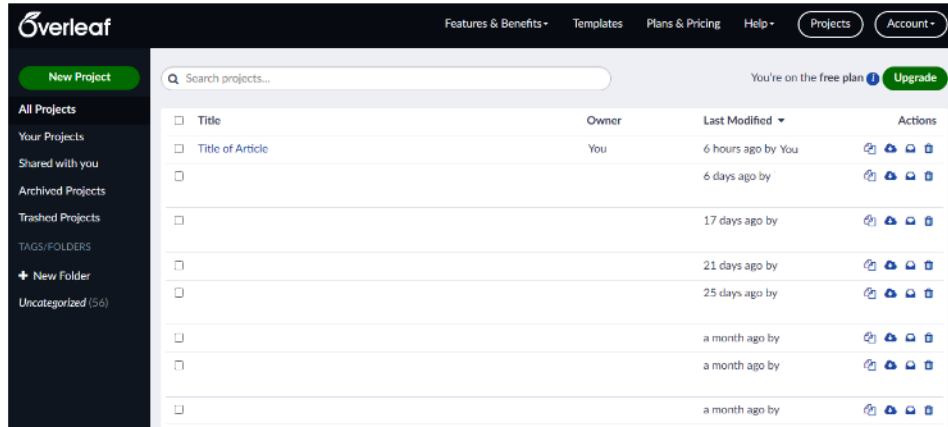 Overleaf
Features & Benefits Templates Plans & Pricing Help Projects Account
New Project
Search projects...
You're on the free plan i Upgrade
All Projects
Your Projects
Shared with you
Archived Projects
Trashed Projects
TAGS/FOLDERS
+ New Folder
Uncategorized (56)
Title Owner Last Modified Actions
Title of Article You 6 hours ago by You
6 days ago by
17 days ago by
21 days ago by
25 days ago by
a month ago by
a month ago by
a month ago by